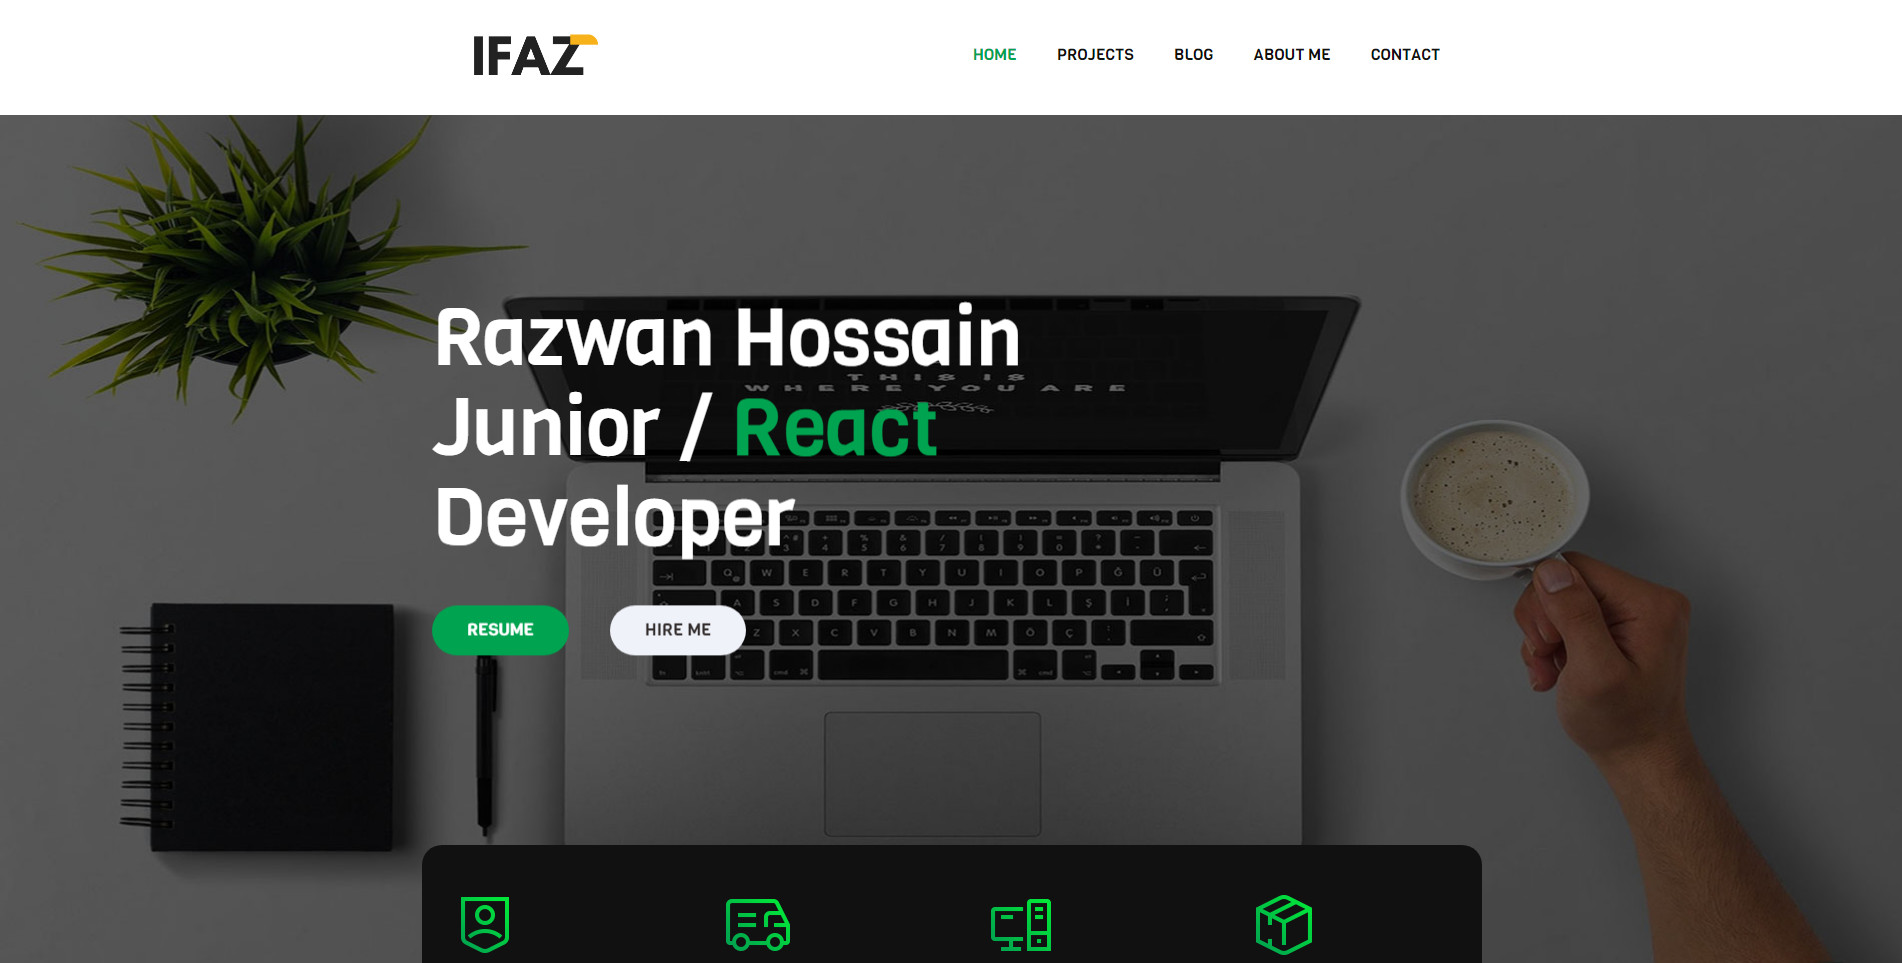 IFAZ
HOME PROJECTS BLOG ABOUT ME CONTACT
Razwan Hossain
THIS IS
WHERE YOU ARE
Junior / React
Developer
RESUME HIRE ME
Q W E R T Y U I O P Ğ Ü
A S D F G H J K L Ş İ
Z X C V B N M Ö Ç